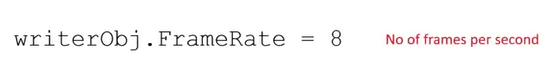 writerObj.FrameRate = 8 No of frames per second